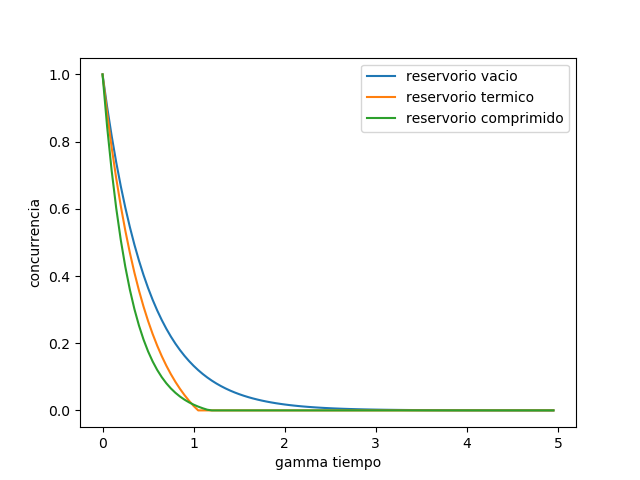 reservorio vacio
reservorio termico
reservorio comprimido
concurrencia
1.0
0.8
0.6
0.4
0.2
0.0
0 1 2 3 4 5
gamma tiempo